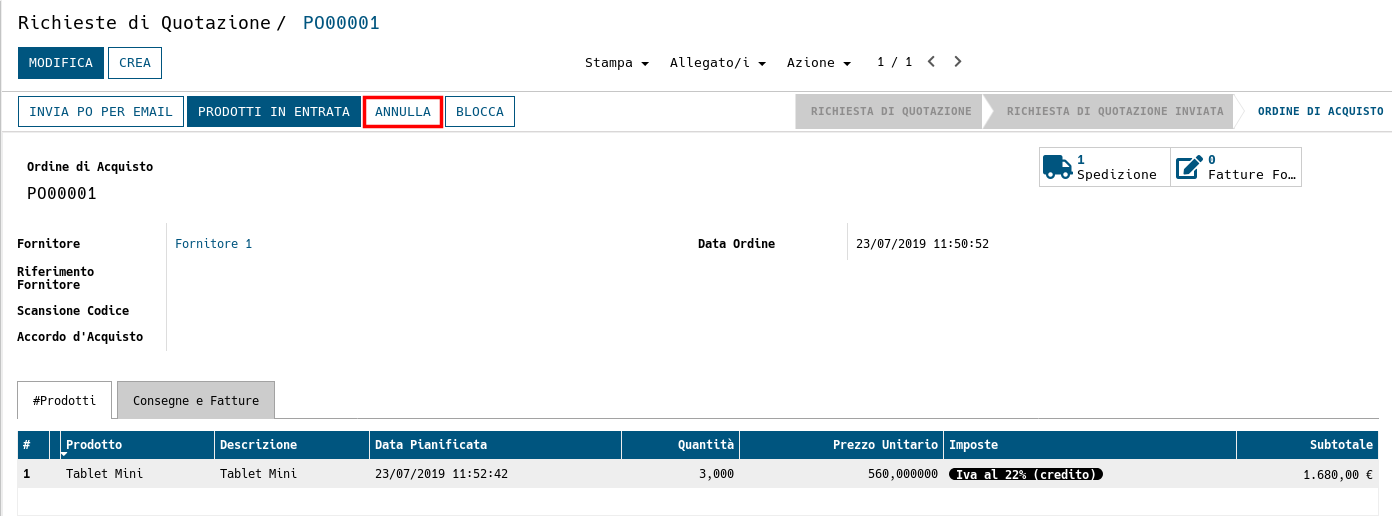 Richieste di Quotazione / PO00001
MODIFICA CREA Stampa Allegato/i Azione 1 / 1
INVIA PO PER EMAIL PRODOTTI IN ENTRATA ANNULLA BLOCCA RICHIESTA DI QUOTAZIONE RICHIESTA DI QUOTAZIONE INVIATA ORDINE DI ACQUISTO
1
Spedizione
0
Fatture Fo…
Ordine di Acquisto
PO00001
Fornitore Fornitore 1 Data Ordine 23/07/2019 11:50:52
Riferimento
Fornitore
Scansione Codice
Accordo d'Acquisto
#Prodotti Consegne e Fatture
# Prodotto Descrizione Data Pianificata Quantità Prezzo Unitario Imposte Subtotale
1 Tablet Mini Tablet Mini 23/07/2019 11:52:42 3,000 560,000000 Iva al 22% (credito) 1.680,00 €